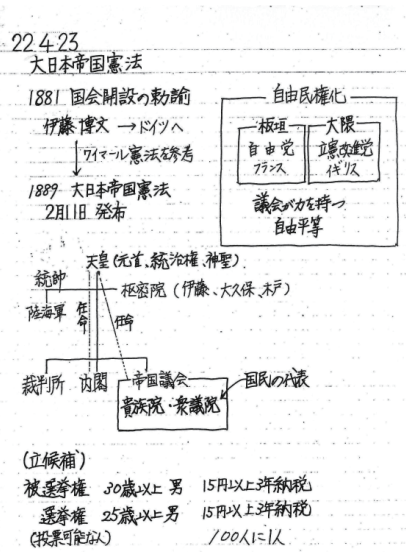 22.4.23
大日本帝国憲法
1881 国会開設の勅諭
伊藤博文 →ドイツへ
ワイマール憲法を参考
1889 大日本帝国憲法
2月11日 発布
自由民権化
板垣
自由党
フランス
大隈
立憲改進党
イギリス
議会が力を持つ
自由平等
天皇(元首、統治権、神聖)
統帥
陸海軍
任命
任命
枢密院 (伊藤、大久保、木戸)
裁判所 内閣 帝国議会
貴族院・衆議院
国民の代表
(立候補)
被選挙権 30歳以上 男 15円以上3年納税
選挙権 25歳以上 男 15円以上3年納税
(投票可能な人) 100人に1人